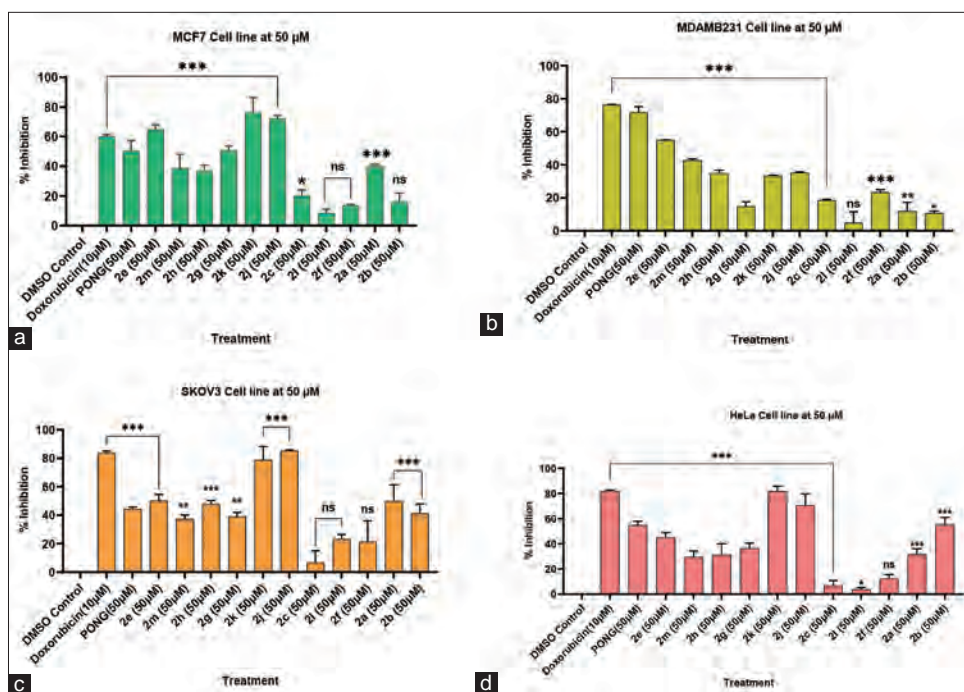 MCF7 Cell line at 50 µM
100
80
60
40
20
0
% Inhibition
***
*
ns
***
ns
DMSO Control
Doxorubicin(10µM)
PONG(50µM)
2e (50µM)
2m (50µM)
2h (50µM)
2g (50µM)
2k (50µM)
2j (50µM)
2c (50µM)
2l (50µM)
2f (50µM)
2a (50µM)
2b (50µM)
Treatment
a
MDAMB231 Cell line at 50 µM
100
80
60
40
20
0
% Inhibition
***
ns
***
**
*
DMSO Control
Doxorubicin(10µM)
PONG(50µM)
2e (50µM)
2m (50µM)
2h (50µM)
2g (50µM)
2k (50µM)
2j (50µM)
2c (50µM)
2l (50µM)
2f (50µM)
2a (50µM)
2b (50µM)
Treatment
b
SKOV3 Cell line at 50 µM
100
80
60
40
20
0
% Inhibition
***
**
***
**
***
ns
ns
***
DMSO Control
Doxorubicin(10µM)
PONG(50µM)
2e (50µM)
2m (50µM)
2h (50µM)
2g (50µM)
2k (50µM)
2j (50µM)
2c (50µM)
2l (50µM)
2f (50µM)
2a (50µM)
2b (50µM)
Treatment
c
HeLa Cell line at 50 µM
100
80
60
40
20
0
% Inhibition
***
*
ns
***
***
DMSO Control
Doxorubicin(10µM)
PONG(50µM)
2e (50µM)
2m (50µM)
2h (50µM)
2g (50µM)
2k (50µM)
2j (50µM)
2c (50µM)
2l (50µM)
2f (50µM)
2a (50µM)
2b (50µM)
Treatment
d